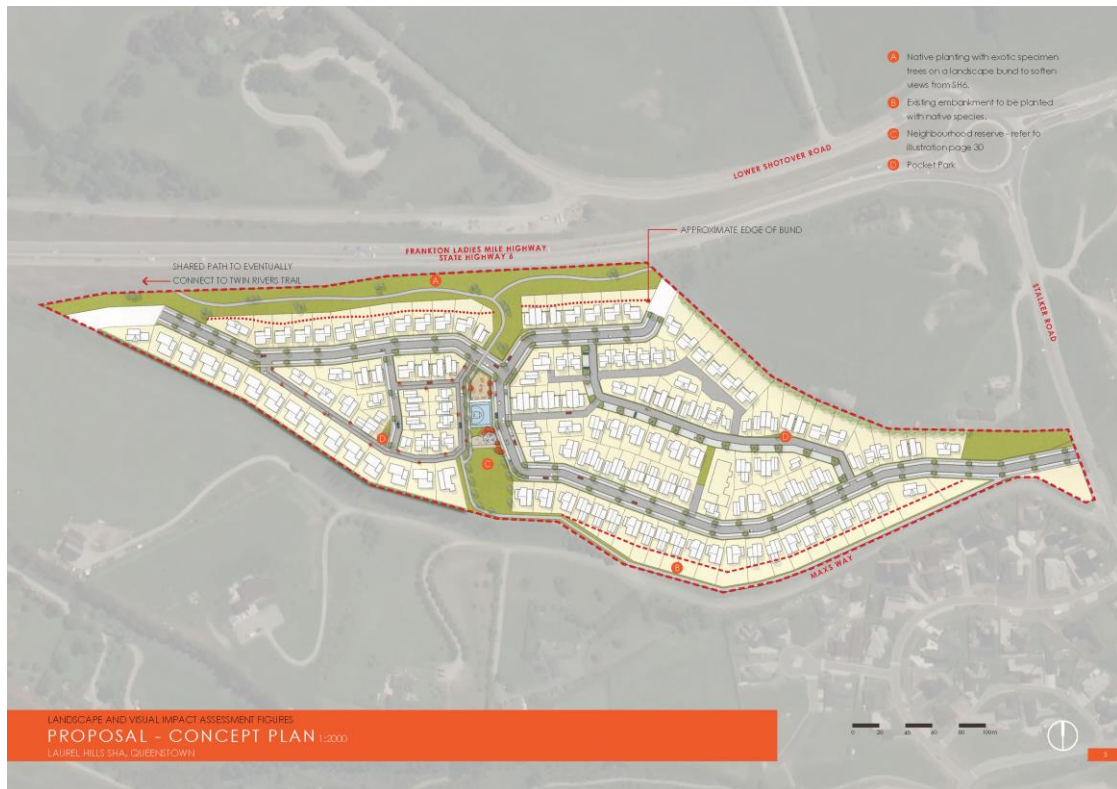 A Native planting with exotic specimen
trees on a landscape bund to soften
views from SH6.
B Existing embankment to be planted
with native species.
C Neighbourhood reserve - refer to
illustration page 30
D Pocket Park
LOWER SHOTOVER ROAD
APPROXIMATE EDGE OF BUND
FRANKTON LADIES MILE HIGHWAY
STATE HIGHWAY 6
SHARED PATH TO EVENTUALLY
CONNECT TO TWIN RIVERS TRAIL
A
STALKER ROAD
D
D
C
B
MAXS WAY
LANDSCAPE AND VISUAL IMPACT ASSESSMENT FIGURES
PROPOSAL - CONCEPT PLAN 1:2000
LAUREL HILLS SHA, QUEENSTOWN
0 20 40 60 80 100m